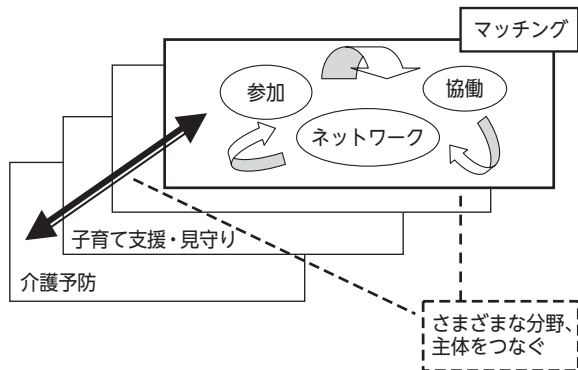 マッチング
参加
協働
ネットワーク
子育て支援・見守り
介護予防
さまざまな分野、
主体をつなぐ